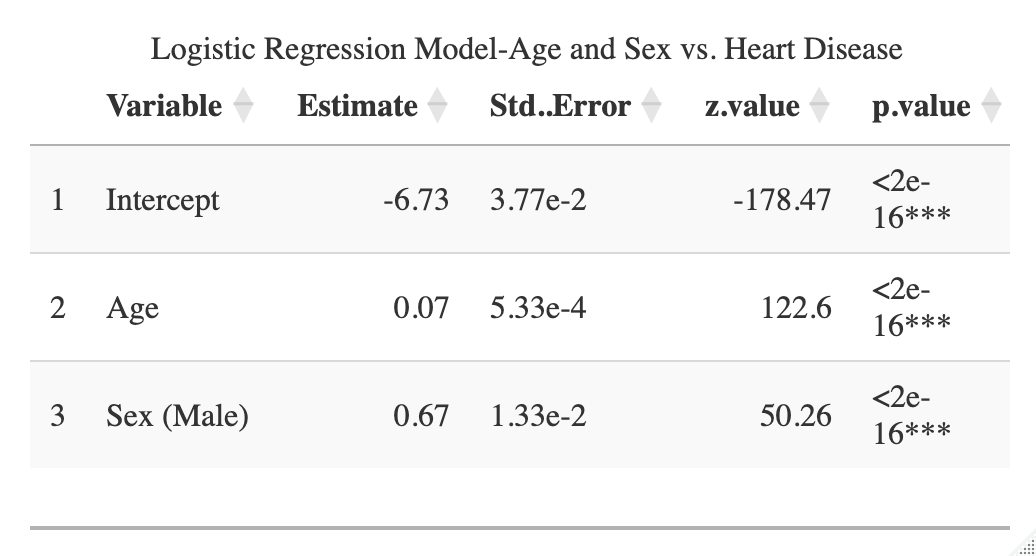 Logistic Regression Model-Age and Sex vs. Heart Disease
Variable Estimate Std..Error z.value p.value
1 Intercept -6.73 3.77e-2 -178.47 <2e-16***
2 Age 0.07 5.33e-4 122.6 <2e-16***
3 Sex (Male) 0.67 1.33e-2 50.26 <2e-16***